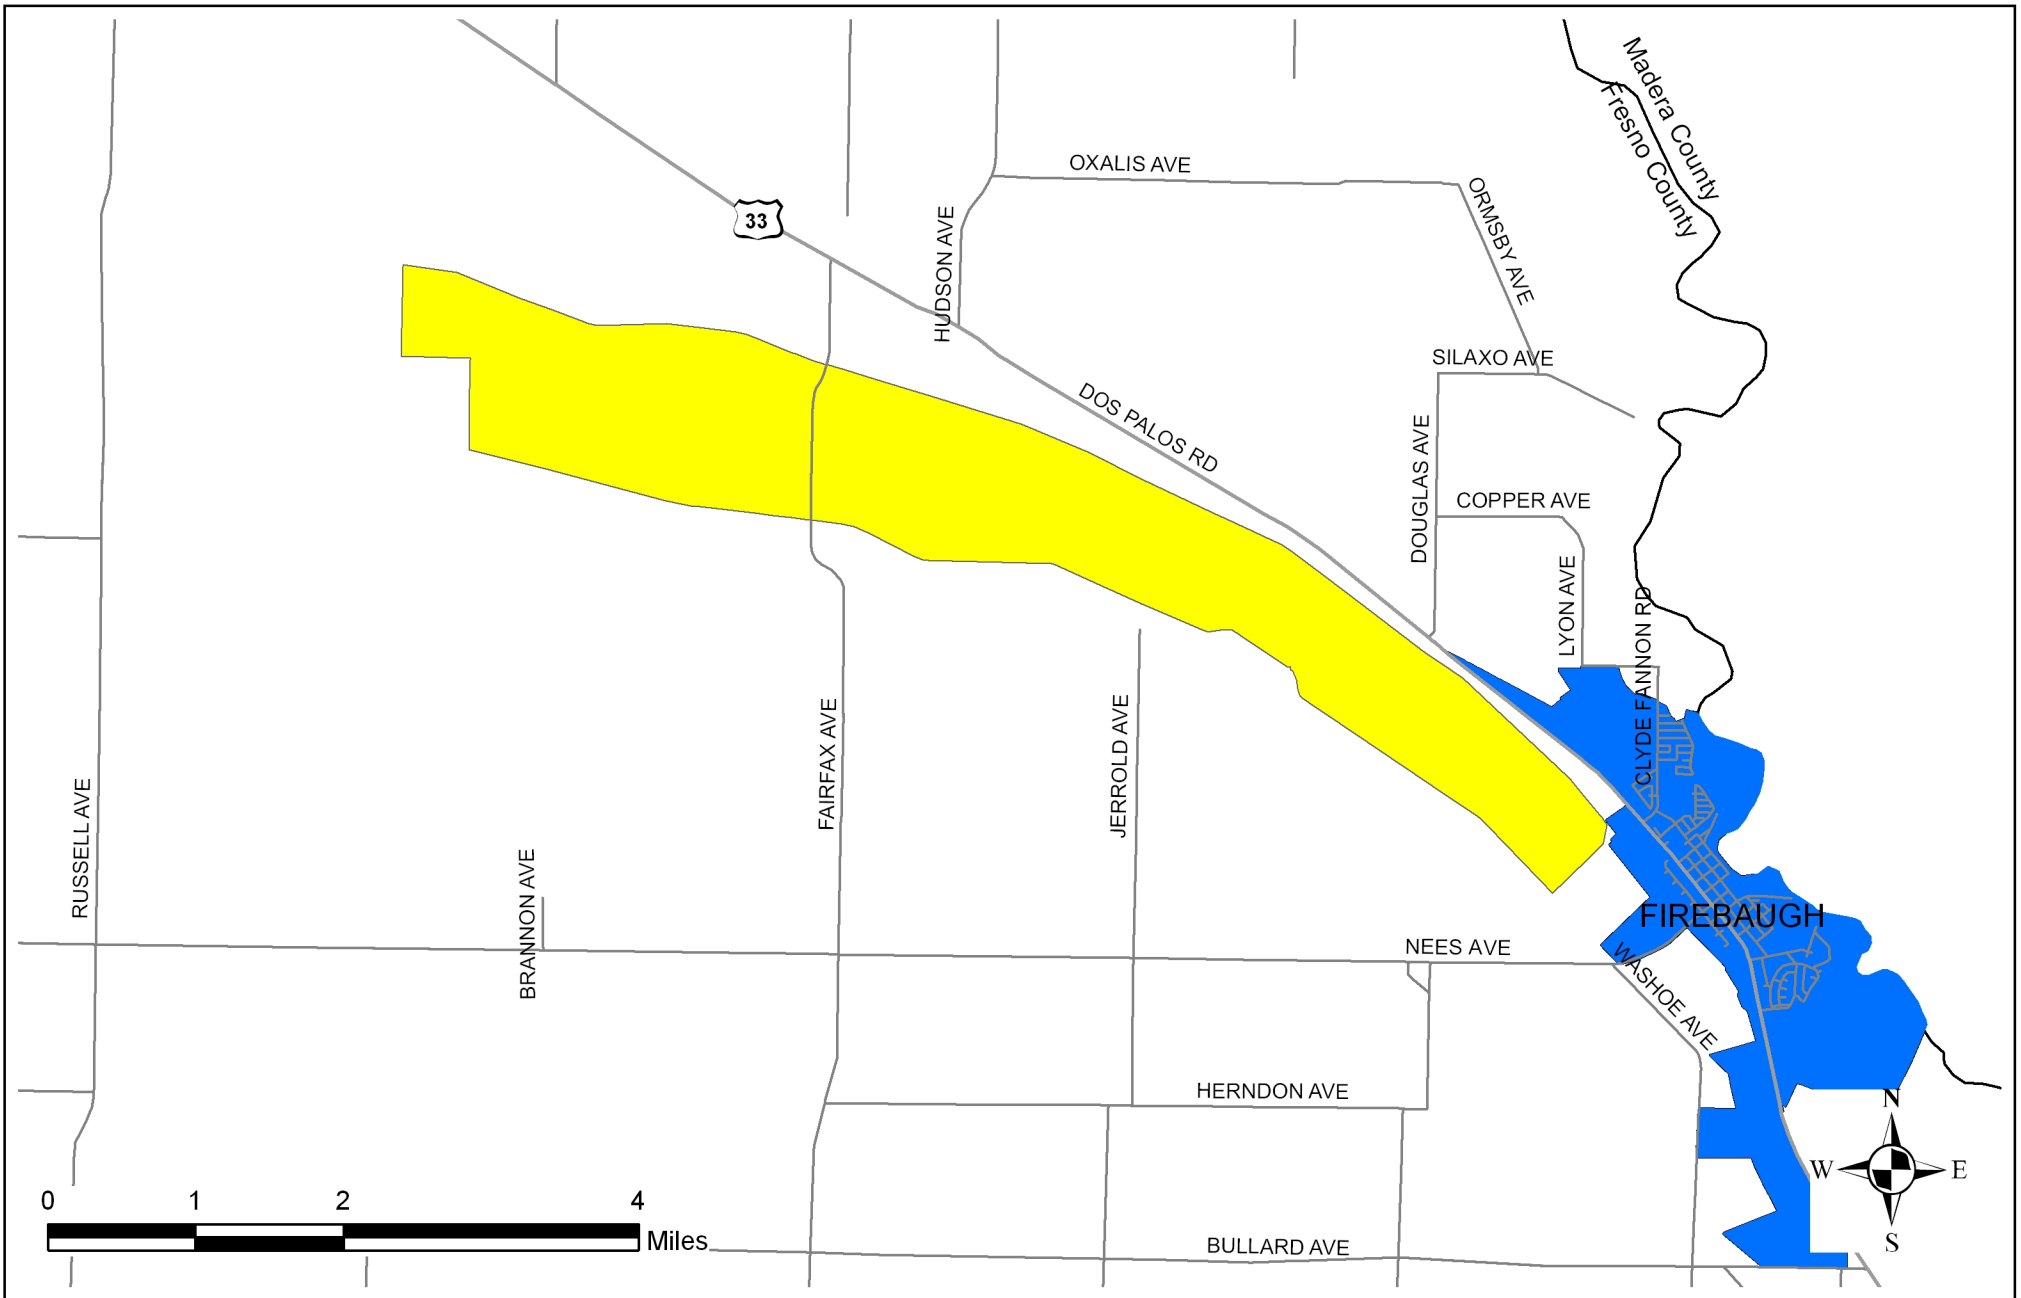 Madera County
Fresno County
OXALIS AVE
ORMSBY AVE
33
HUDSON AVE
SILAXO AVE
DOS PALOS RD
DOUGLAS AVE
COPPER AVE
LYON AVE
CLYDE FANNON RD
RUSSELL AVE
FAIRFAX AVE
JERROLD AVE
BRANNON AVE
FIREBAUGH
NEES AVE
WASHOE AVE
HERNDON AVE
N
W E
S
0 1 2 4
Miles
BULLARD AVE